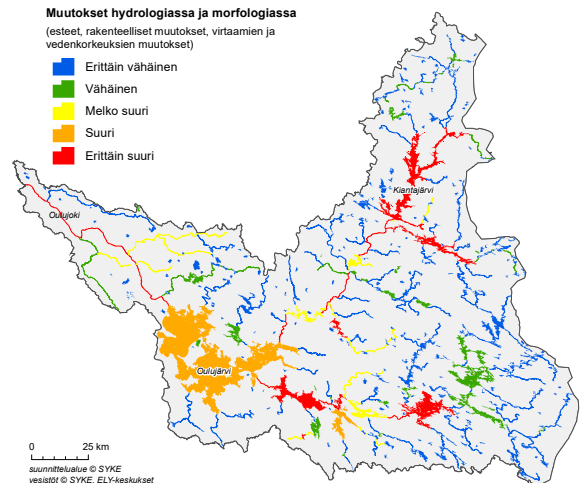 Muutokset hydrologiassa ja morfologiassa
(esteet, rakenteelliset muutokset, virtaamien ja
vedenkorkeuksien muutokset)
Erittäin vähäinen
Vähäinen
Melko suuri
Suuri
Erittäin suuri
Kiantajärvi
Oulujoki
Oulujärvi
0 25 km
suunnittelualue © SYKE
vesistöt © SYKE, ELY-keskukset